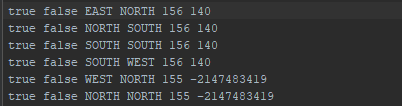 true false EAST NORTH 156 140
true false NORTH SOUTH 156 140
true false SOUTH SOUTH 156 140
true false SOUTH WEST 156 140
true false WEST NORTH 155 -2147483419
true false NORTH NORTH 155 -2147483419